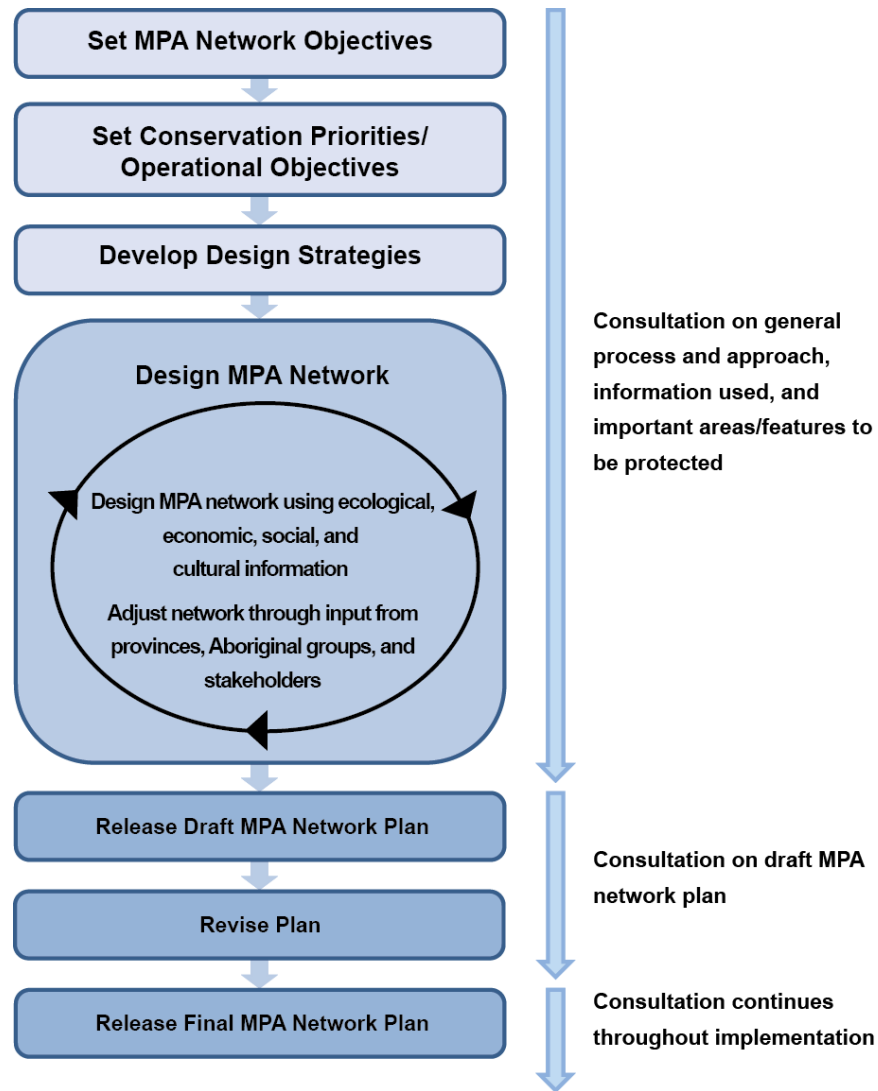 Set MPA Network Objectives
Set Conservation Priorities/
Operational Objectives
Develop Design Strategies
Design MPA Network
Design MPA network using ecological,
economic, social, and
cultural information
Adjust network through input from
provinces, Aboriginal groups, and
stakeholders
Release Draft MPA Network Plan
Revise Plan
Release Final MPA Network Plan
Consultation on general
process and approach,
information used, and
important areas/features to
be protected
Consultation on draft MPA
network plan
Consultation continues
throughout implementation